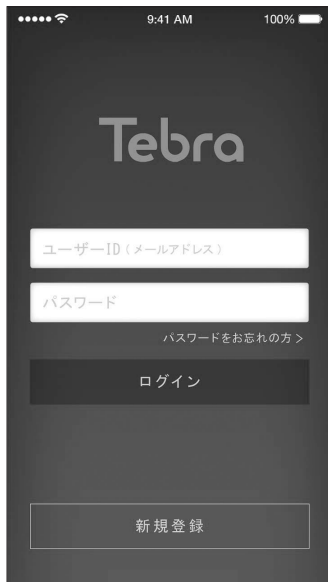 9:41 AM 100%
Tebra
ユーザーID(メールアドレス)
パスワード
パスワードをお忘れの方 >
ログイン
新規登録